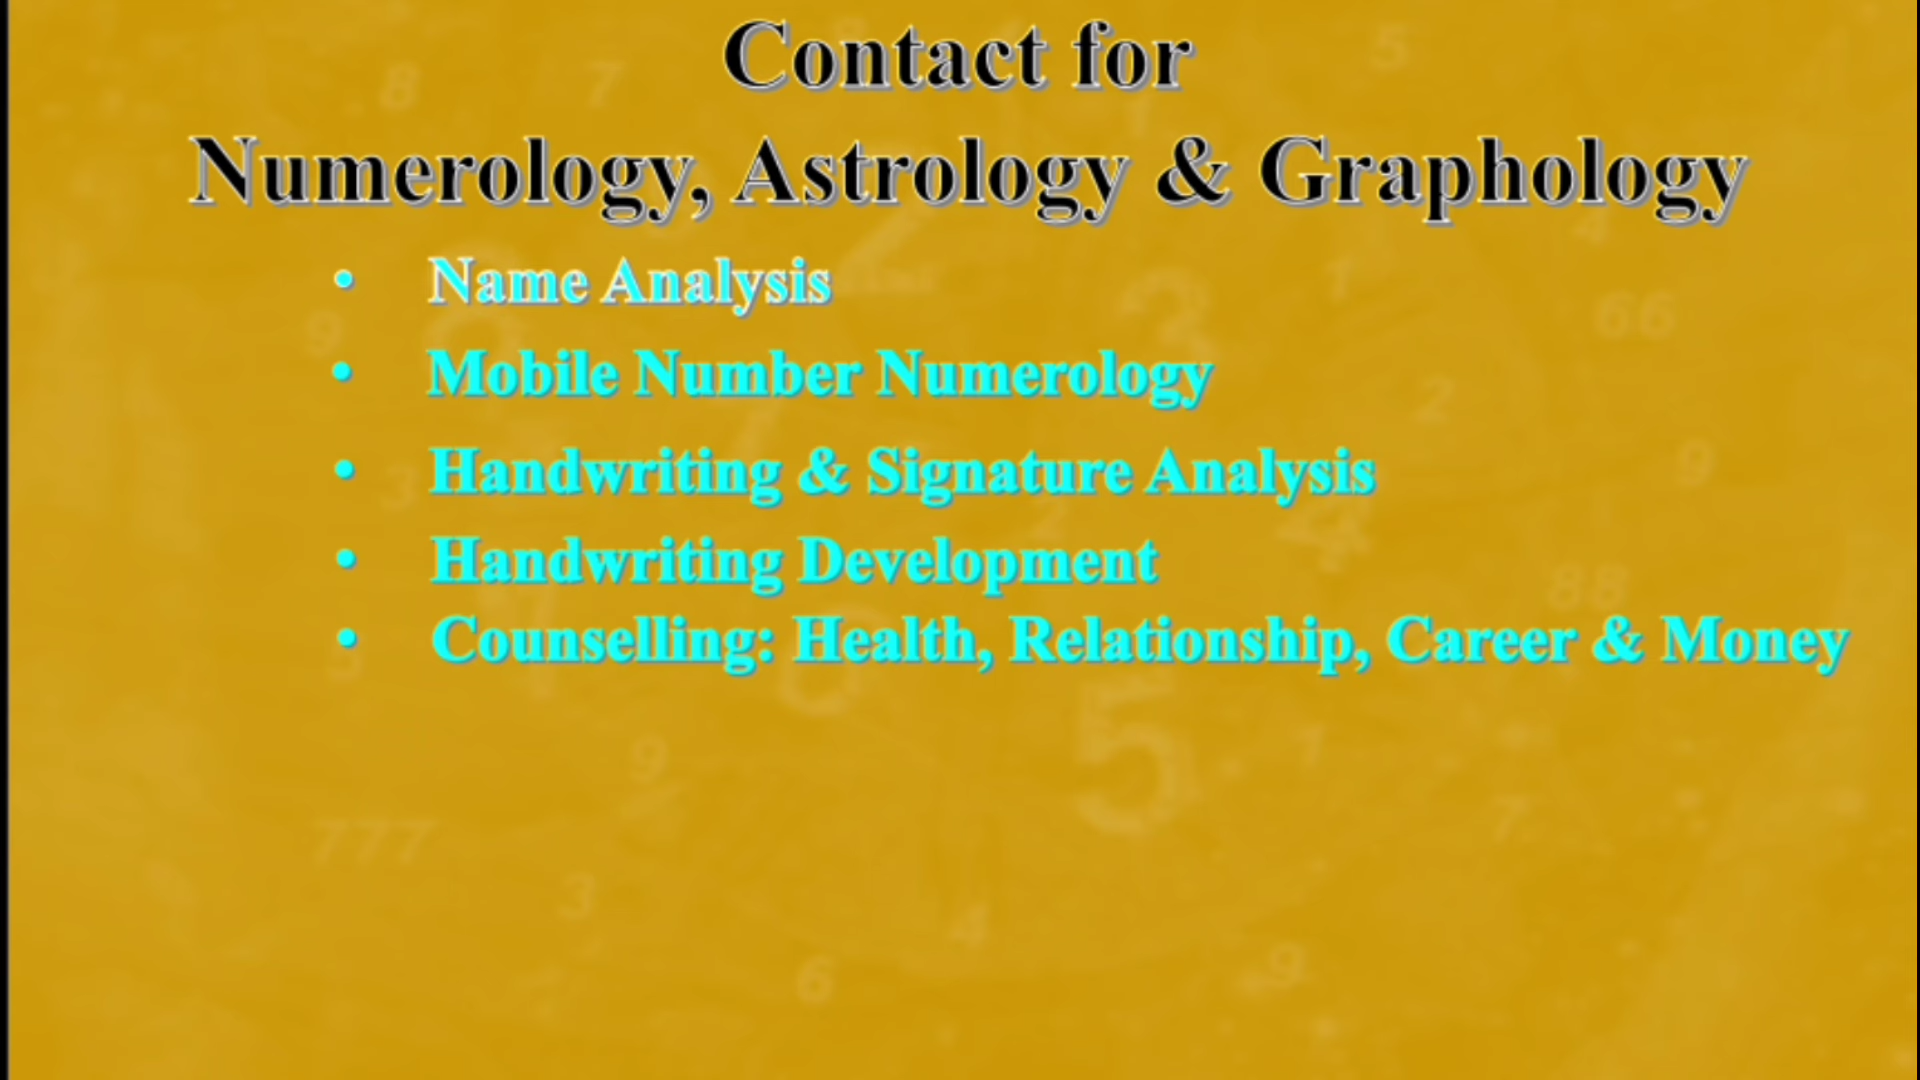 Contact for
Numerology, Astrology & Graphology
• Name Analysis
• Mobile Number Numerology
• Handwriting & Signature Analysis
• Handwriting Development
• Counselling: Health, Relationship, Career & Money